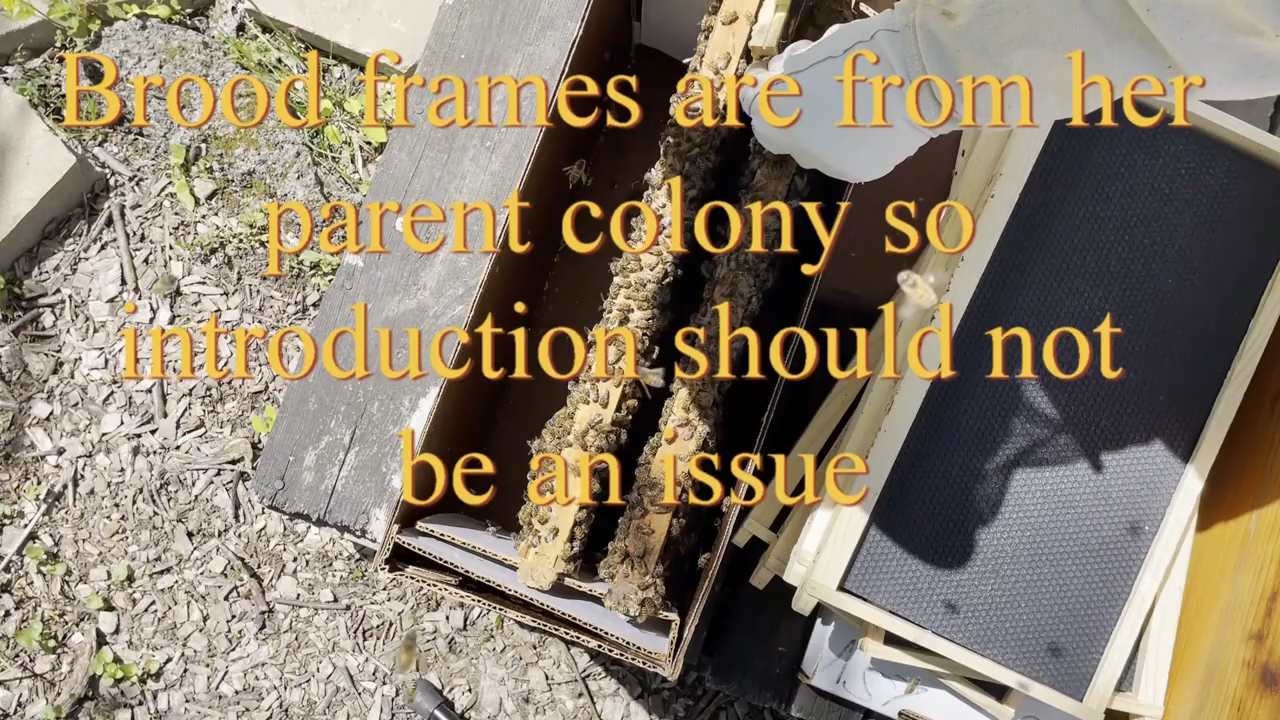 Brood frames are from her
parent colony so
introduction should not
be an issue